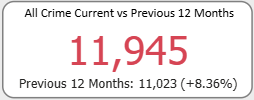 All Crime Current vs Previous 12 Months
11,945
Previous 12 Months: 11,023 (+8.36%)